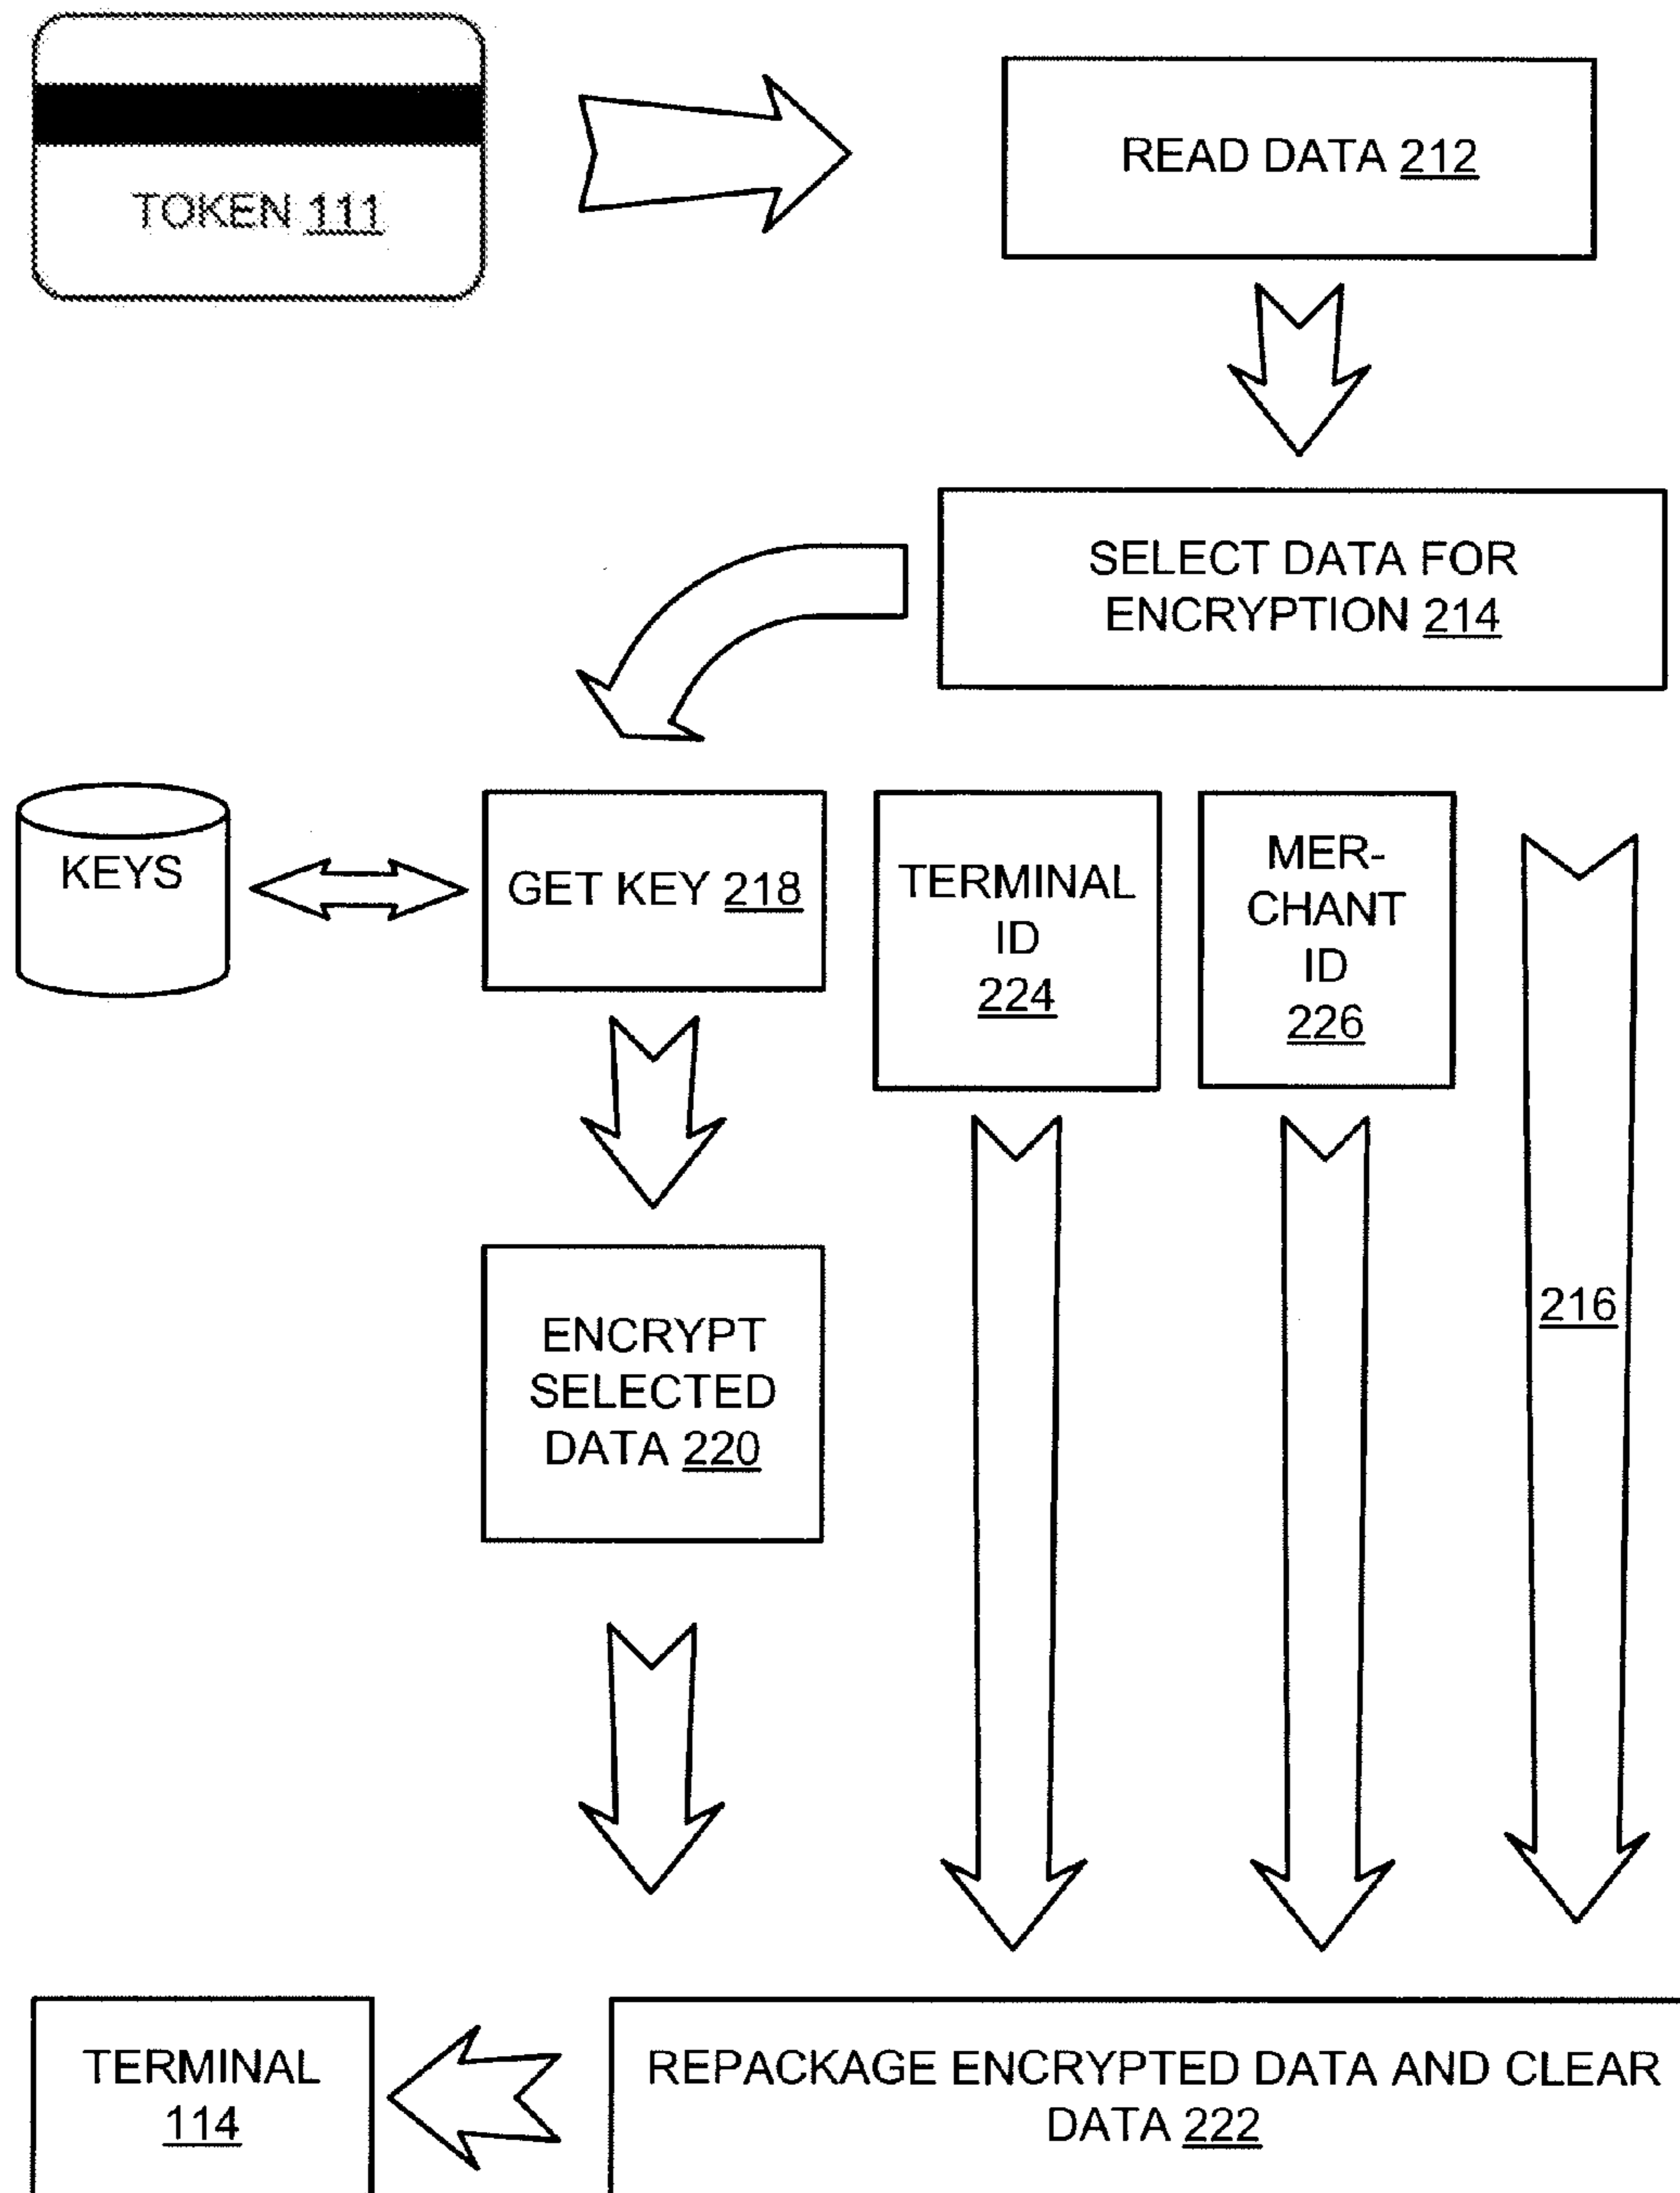 TOKEN 111
READ DATA 212
SELECT DATA FOR
ENCRYPTION 214
KEYS
GET KEY 218
TERMINAL
ID
224
MER-
CHANT
ID
226
216
ENCRYPT
SELECTED
DATA 220
TERMINAL
114
REPACKAGE ENCRYPTED DATA AND CLEAR
DATA 222